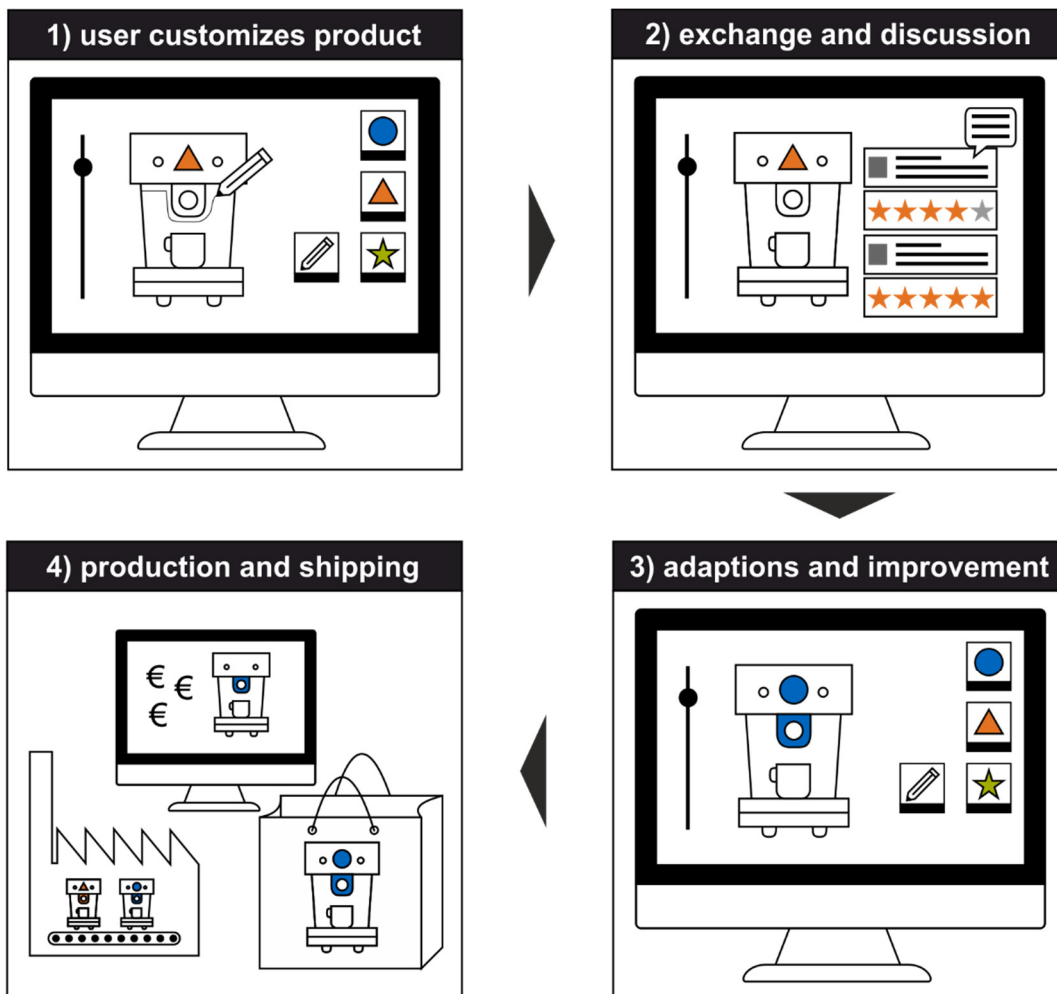 1) user customizes product
2) exchange and discussion
4) production and shipping
3) adaptions and improvement
€
€
€